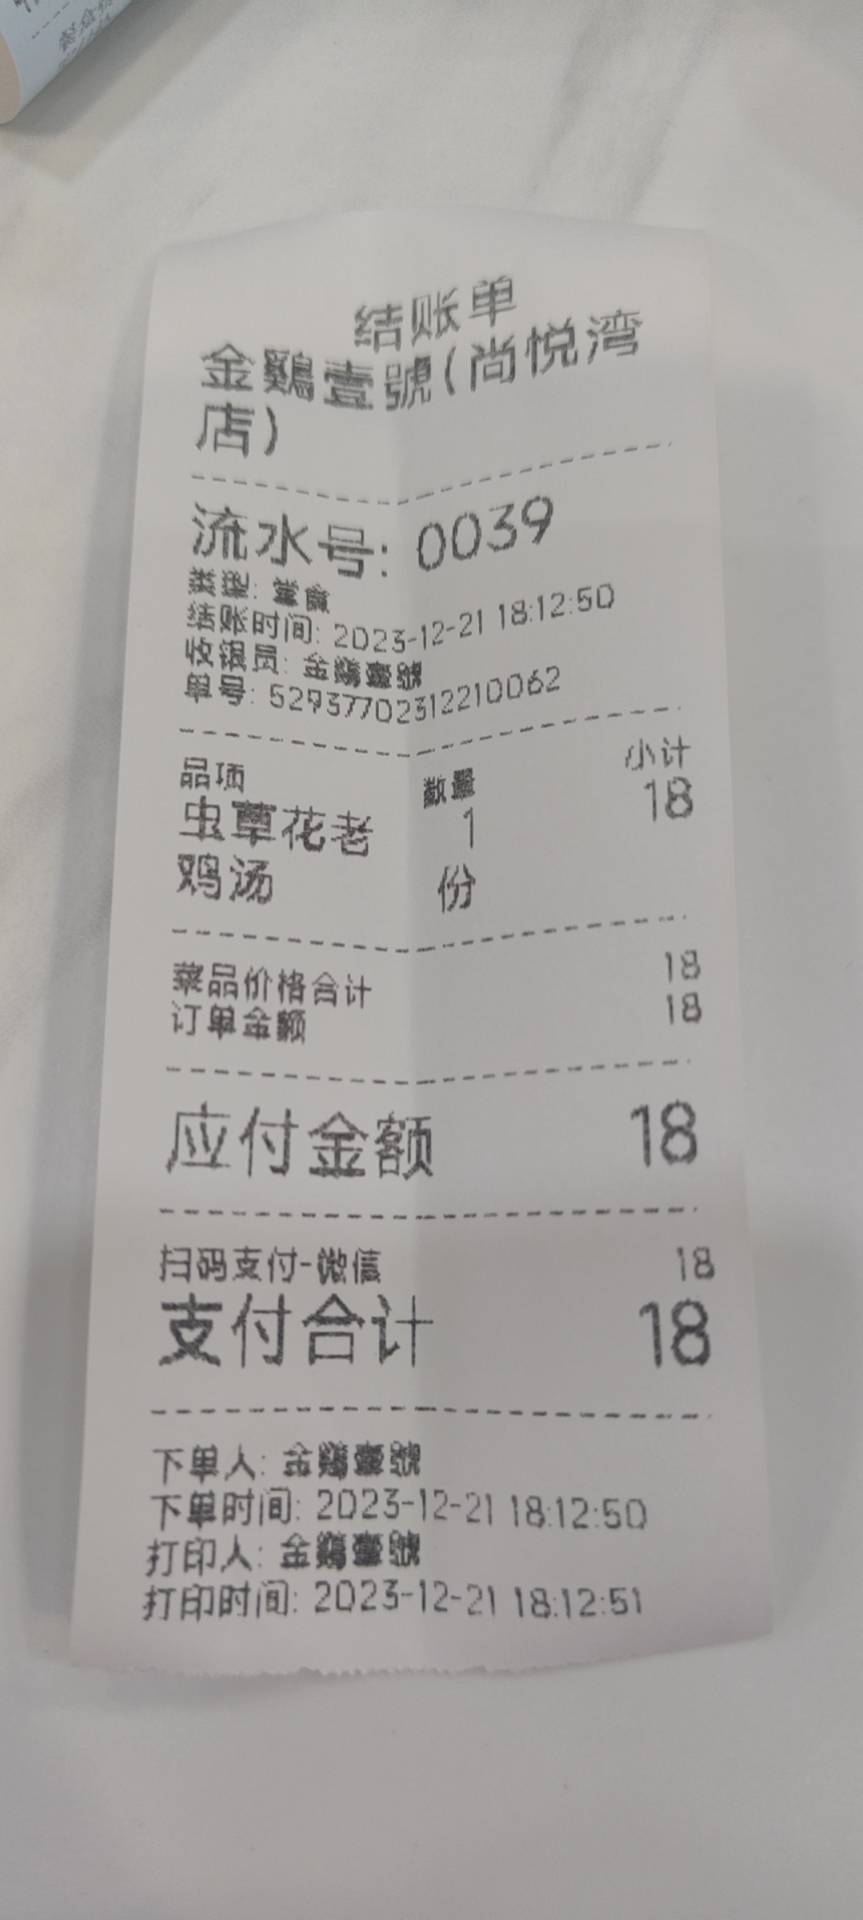 结账单
金鷄壹號(尚悦湾
店)
流水号: 0039
类型: 堂食
结账时间: 2023-12-21 18:12:50
收银员: 金鷄壹號
单号: 52937702312210062
品项 数量 小计
虫草花老 1 18
鸡汤 份
菜品价格合计 18
订单金额 18
应付金额 18
扫码支付-微信 18
支付合计 18
下单人: 金鷄壹號
下单时间: 2023-12-21 18:12:50
打印人: 金鷄壹號
打印时间: 2023-12-21 18:12:51